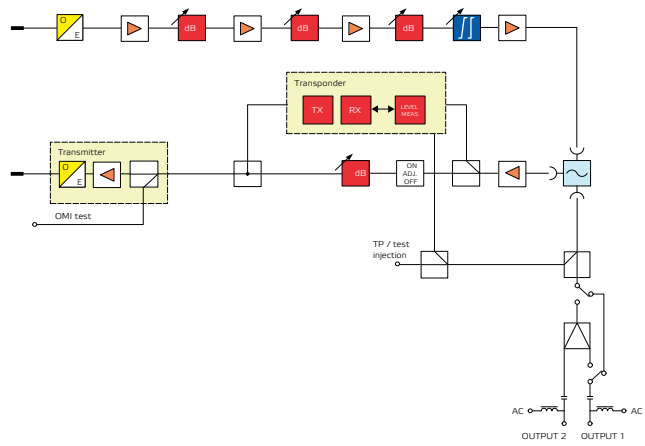 O
E
dB
dB
dB
Transponder
TX
RX
LEVEL
MEAS
Transmitter
O
E
dB
ON
ADJ.
OFF
OMI test
TP / test
injection
AC
AC
OUTPUT 2
OUTPUT 1